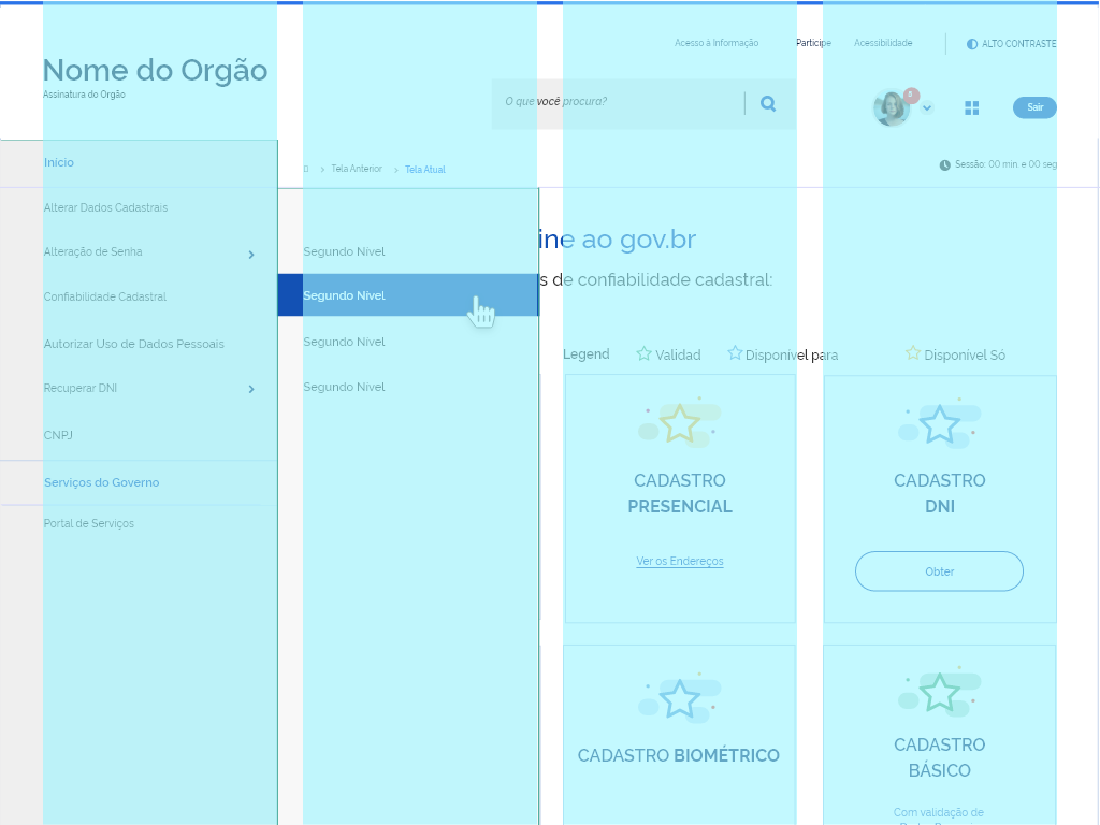 Acesso à Informação Participe Acessibilidade ALTO CONTRASTE
Nome do Orgão
Assinatura do Orgão
O que você procura?
Sair
Início
Tela Anterior Tela Atual
Sessão: 00 min. e 00 seg
Alterar Dados Cadastrais
Alteração de Senha
Confiabilidade Cadastral
Autorizar Uso de Dados Pessoais
Recuperar DNI
CNPJ
Serviços do Governo
Portal de Serviços
Segundo Nível
Segundo Nível
Segundo Nível
Segundo Nível
ine ao gov.br
s de confiabilidade cadastral:
Legend Validad Disponível para Disponível Só
CADASTRO
PRESENCIAL
Ver os Endereços
CADASTRO
DNI
Obter
CADASTRO BIOMÉTRICO
CADASTRO
BÁSICO
Com validação de